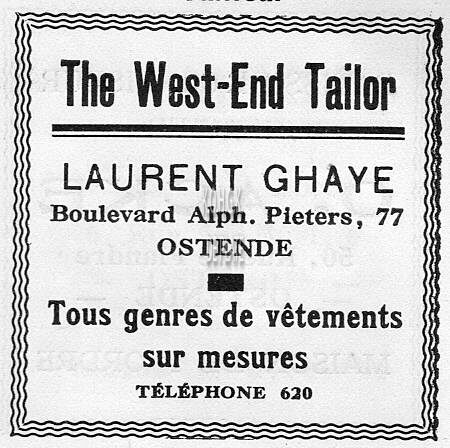 The West-End Tailor
LAURENT GHAYE
Boulevard Alph. Pieters, 77
OSTENDE
Tous genres de vêtements
sur mesures
TÉLÉPHONE 620